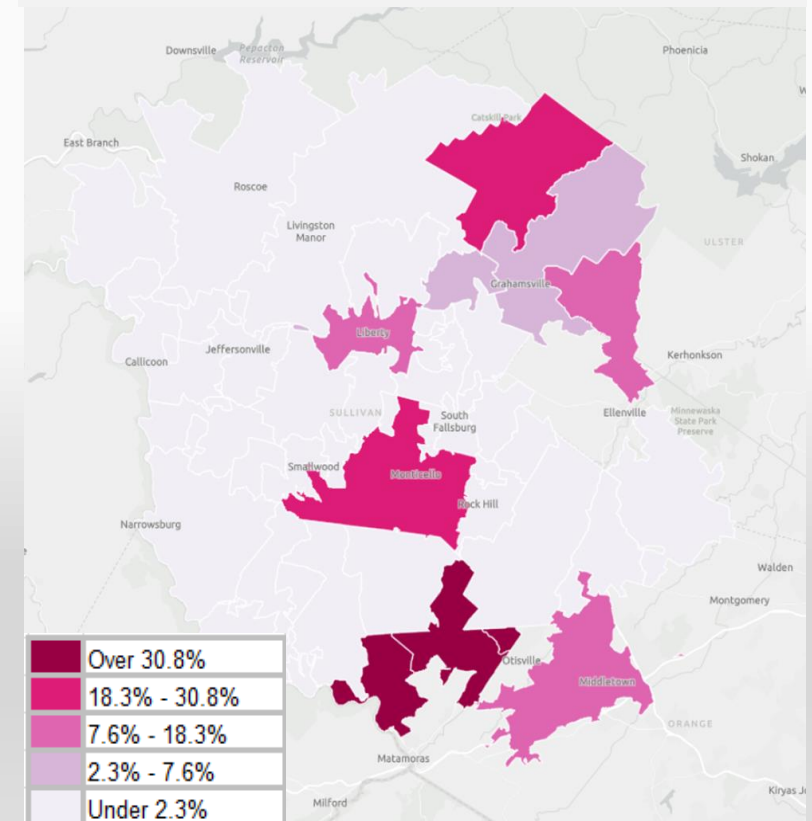 Downsville
Pepacton
Reservoir
Phoenicia
Catskill Park
East Branch
Shokan
Roscoe
Livingston
Manor
ULSTER
Grahamsville
Liberty
Callicoon
Jeffersonville
Kerhonkson
SULLIVAN
South
Fallsburg
Ellenville
Minnewaska
State Park
Preserve
Smallwood
Monticello
Rock Hill
Narrowsburg
Walden
Montgomery
Otisville
Middletown
ORANGE
Matamoras
Milford
Kiryas Jo
Over 30.8%
18.3% - 30.8%
7.6% - 18.3%
2.3% - 7.6%
Under 2.3%